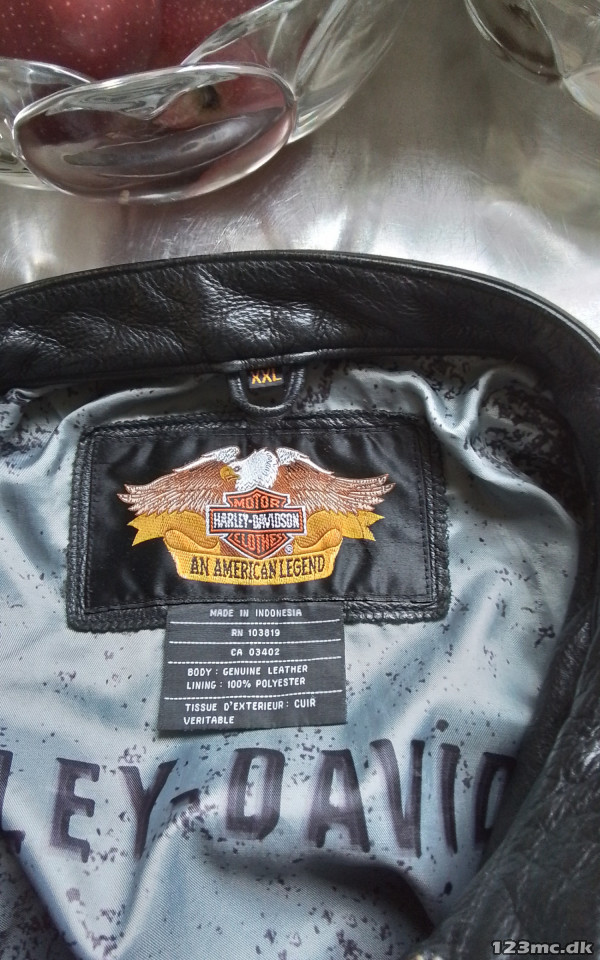 XXL
MOTOR
HARLEY-DAVIDSON
CLOTHES
®
AN AMERICAN LEGEND
MADE IN INDONESIA
RN 103819
CA 03402
BODY : GENUINE LEATHER
LINING : 100% POLYESTER
TISSUE D'EXTERIEUR : CUIR
VERITABLE
LEY-DAVID
123mc.dk